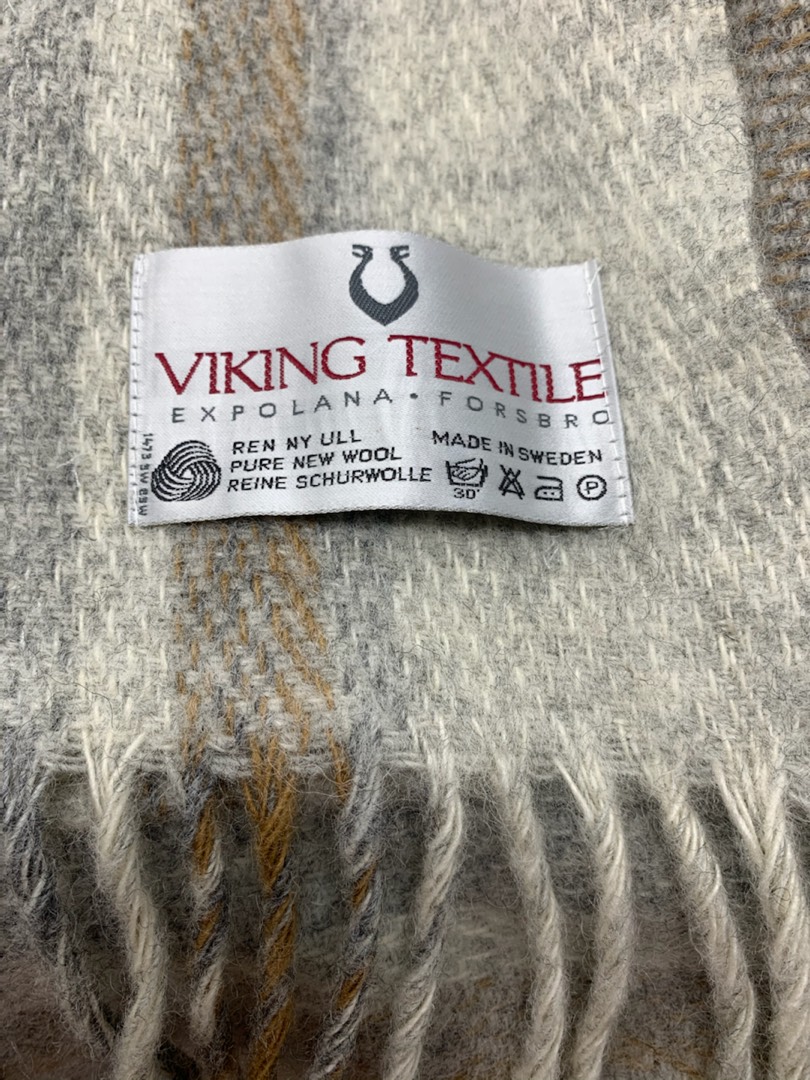 VIKING TEXTILE
EXPOLANA • FORSBRO
REN NY ULL
PURE NEW WOOL
REINE SCHURWOLLE
MADE IN SWEDEN
30°
P